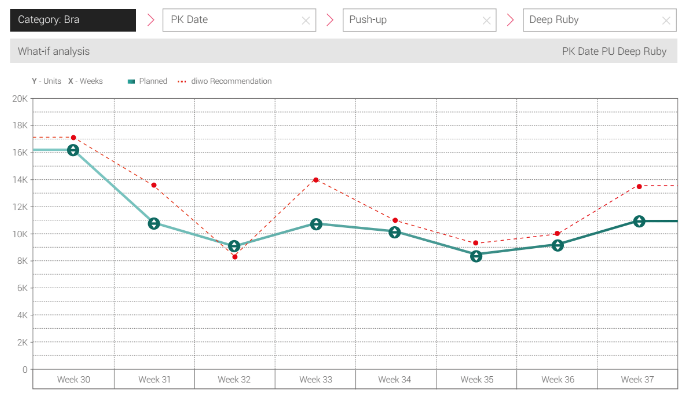 Category: Bra
PK Date
Push-up
Deep Ruby
What-if analysis
PK Date PU Deep Ruby
Y - Units X - Weeks
Planned
diwo Recommendation
20K
18K
16K
14K
12K
10K
8K
6K
4K
2K
0
Week 30
Week 31
Week 32
Week 33
Week 34
Week 35
Week 36
Week 37